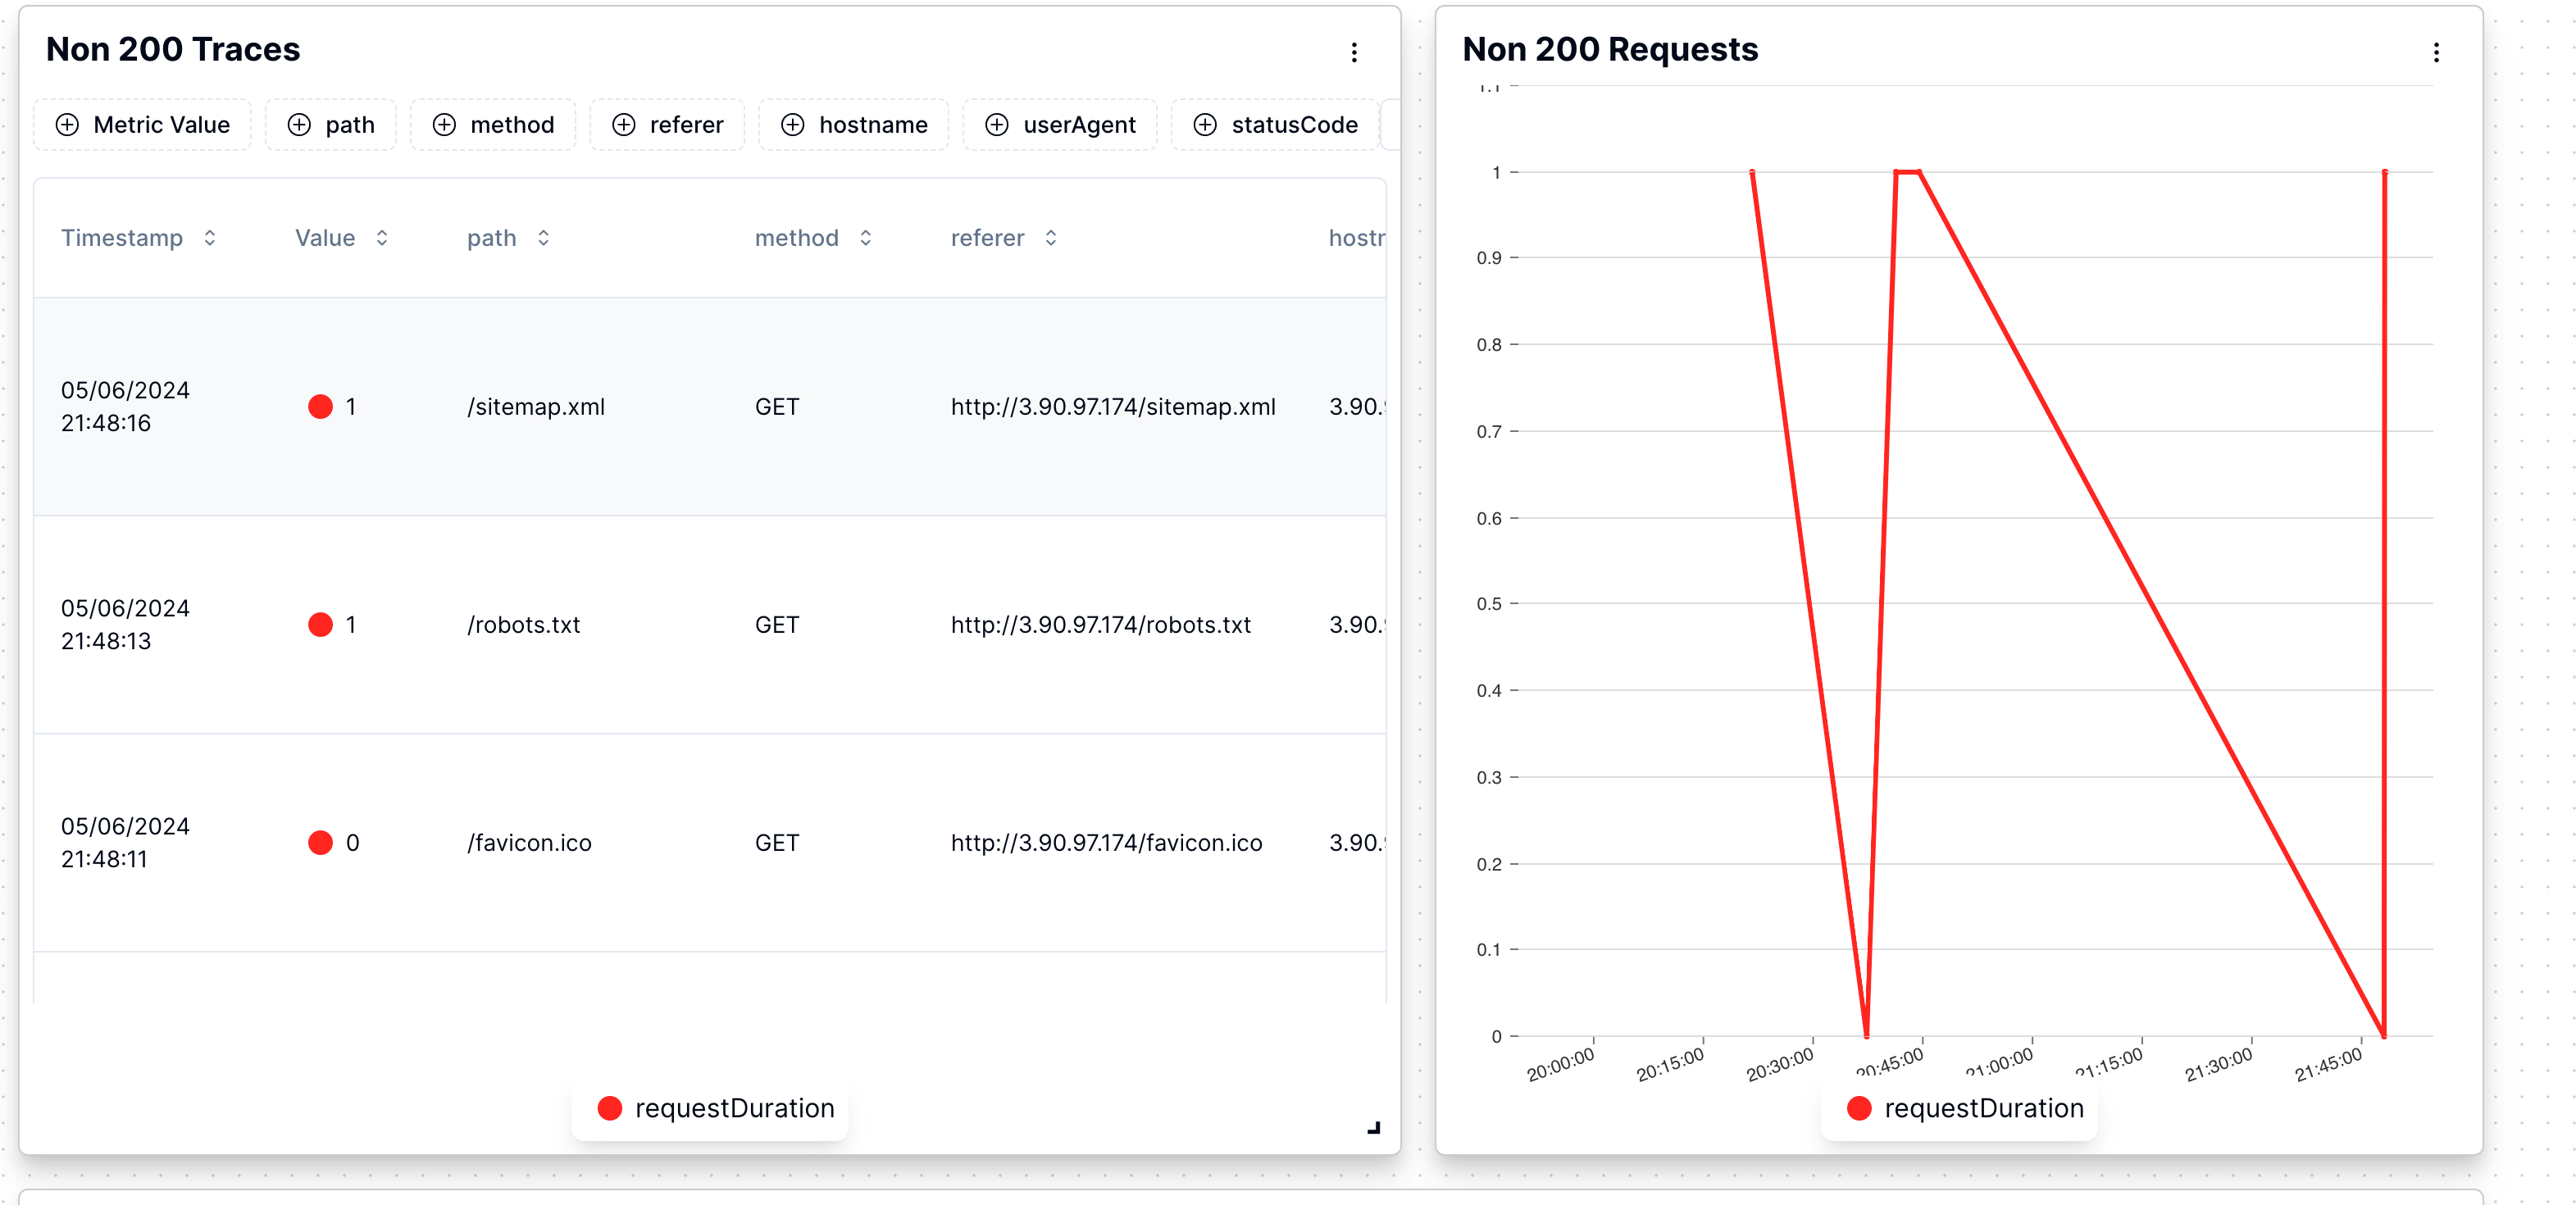 Non 200 Traces
Metric Value path method referer hostname userAgent statusCode
Timestamp Value path method referer
05/06/2024
21:48:16
1 /sitemap.xml GET http://3.90.97.174/sitemap.xml 3.90.
05/06/2024
21:48:13
1 /robots.txt GET http://3.90.97.174/robots.txt 3.90.
05/06/2024
21:48:11
0 /favicon.ico GET http://3.90.97.174/favicon.ico 3.90.
requestDuration
Non 200 Requests
1.1
1
0.9
0.8
0.7
0.6
0.5
0.4
0.3
0.2
0.1
0
20:00:00 20:15:00 20:30:00 20:45:00 21:00:00 21:15:00 21:30:00 21:45:00
requestDuration